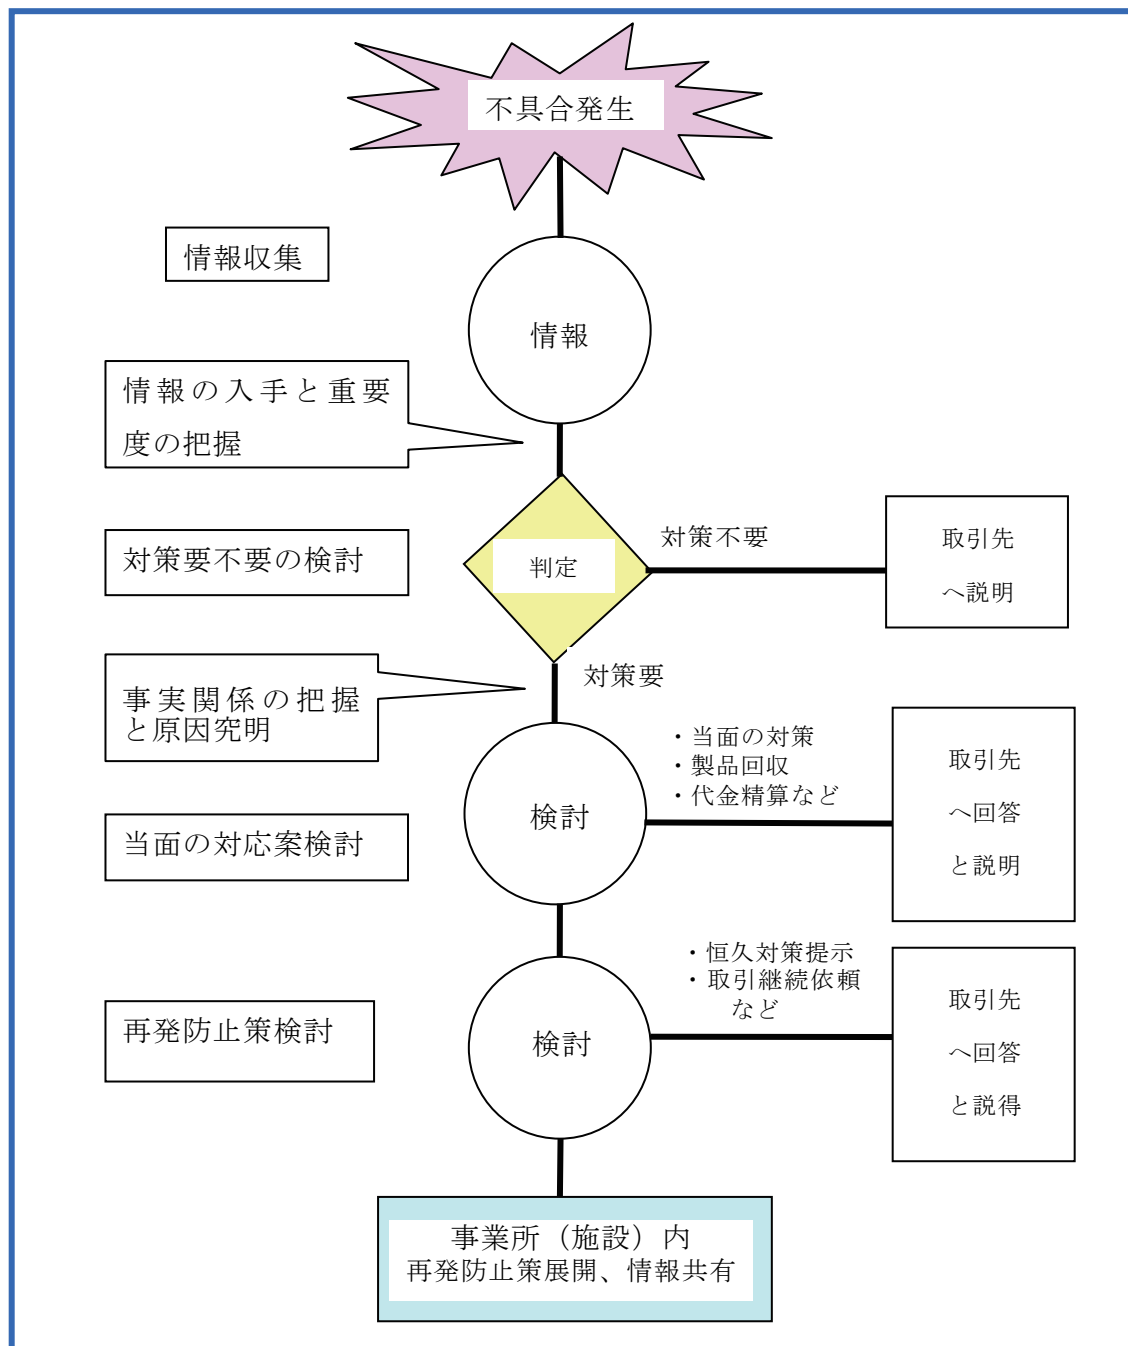 不具合発生
情報収集
情報
情報の入手と重要
度の把握
対策要不要の検討
判定
対策不要
取引先
へ説明
対策要
事実関係の把握
と原因究明
検討
・当面の対策
・製品回収
・代金精算など
取引先
へ回答
と説明
当面の対応案検討
・恒久対策提示
・取引継続依頼
など
取引先
へ回答
と説得
再発防止策検討
検討
事業所（施設）内
再発防止策展開、情報共有